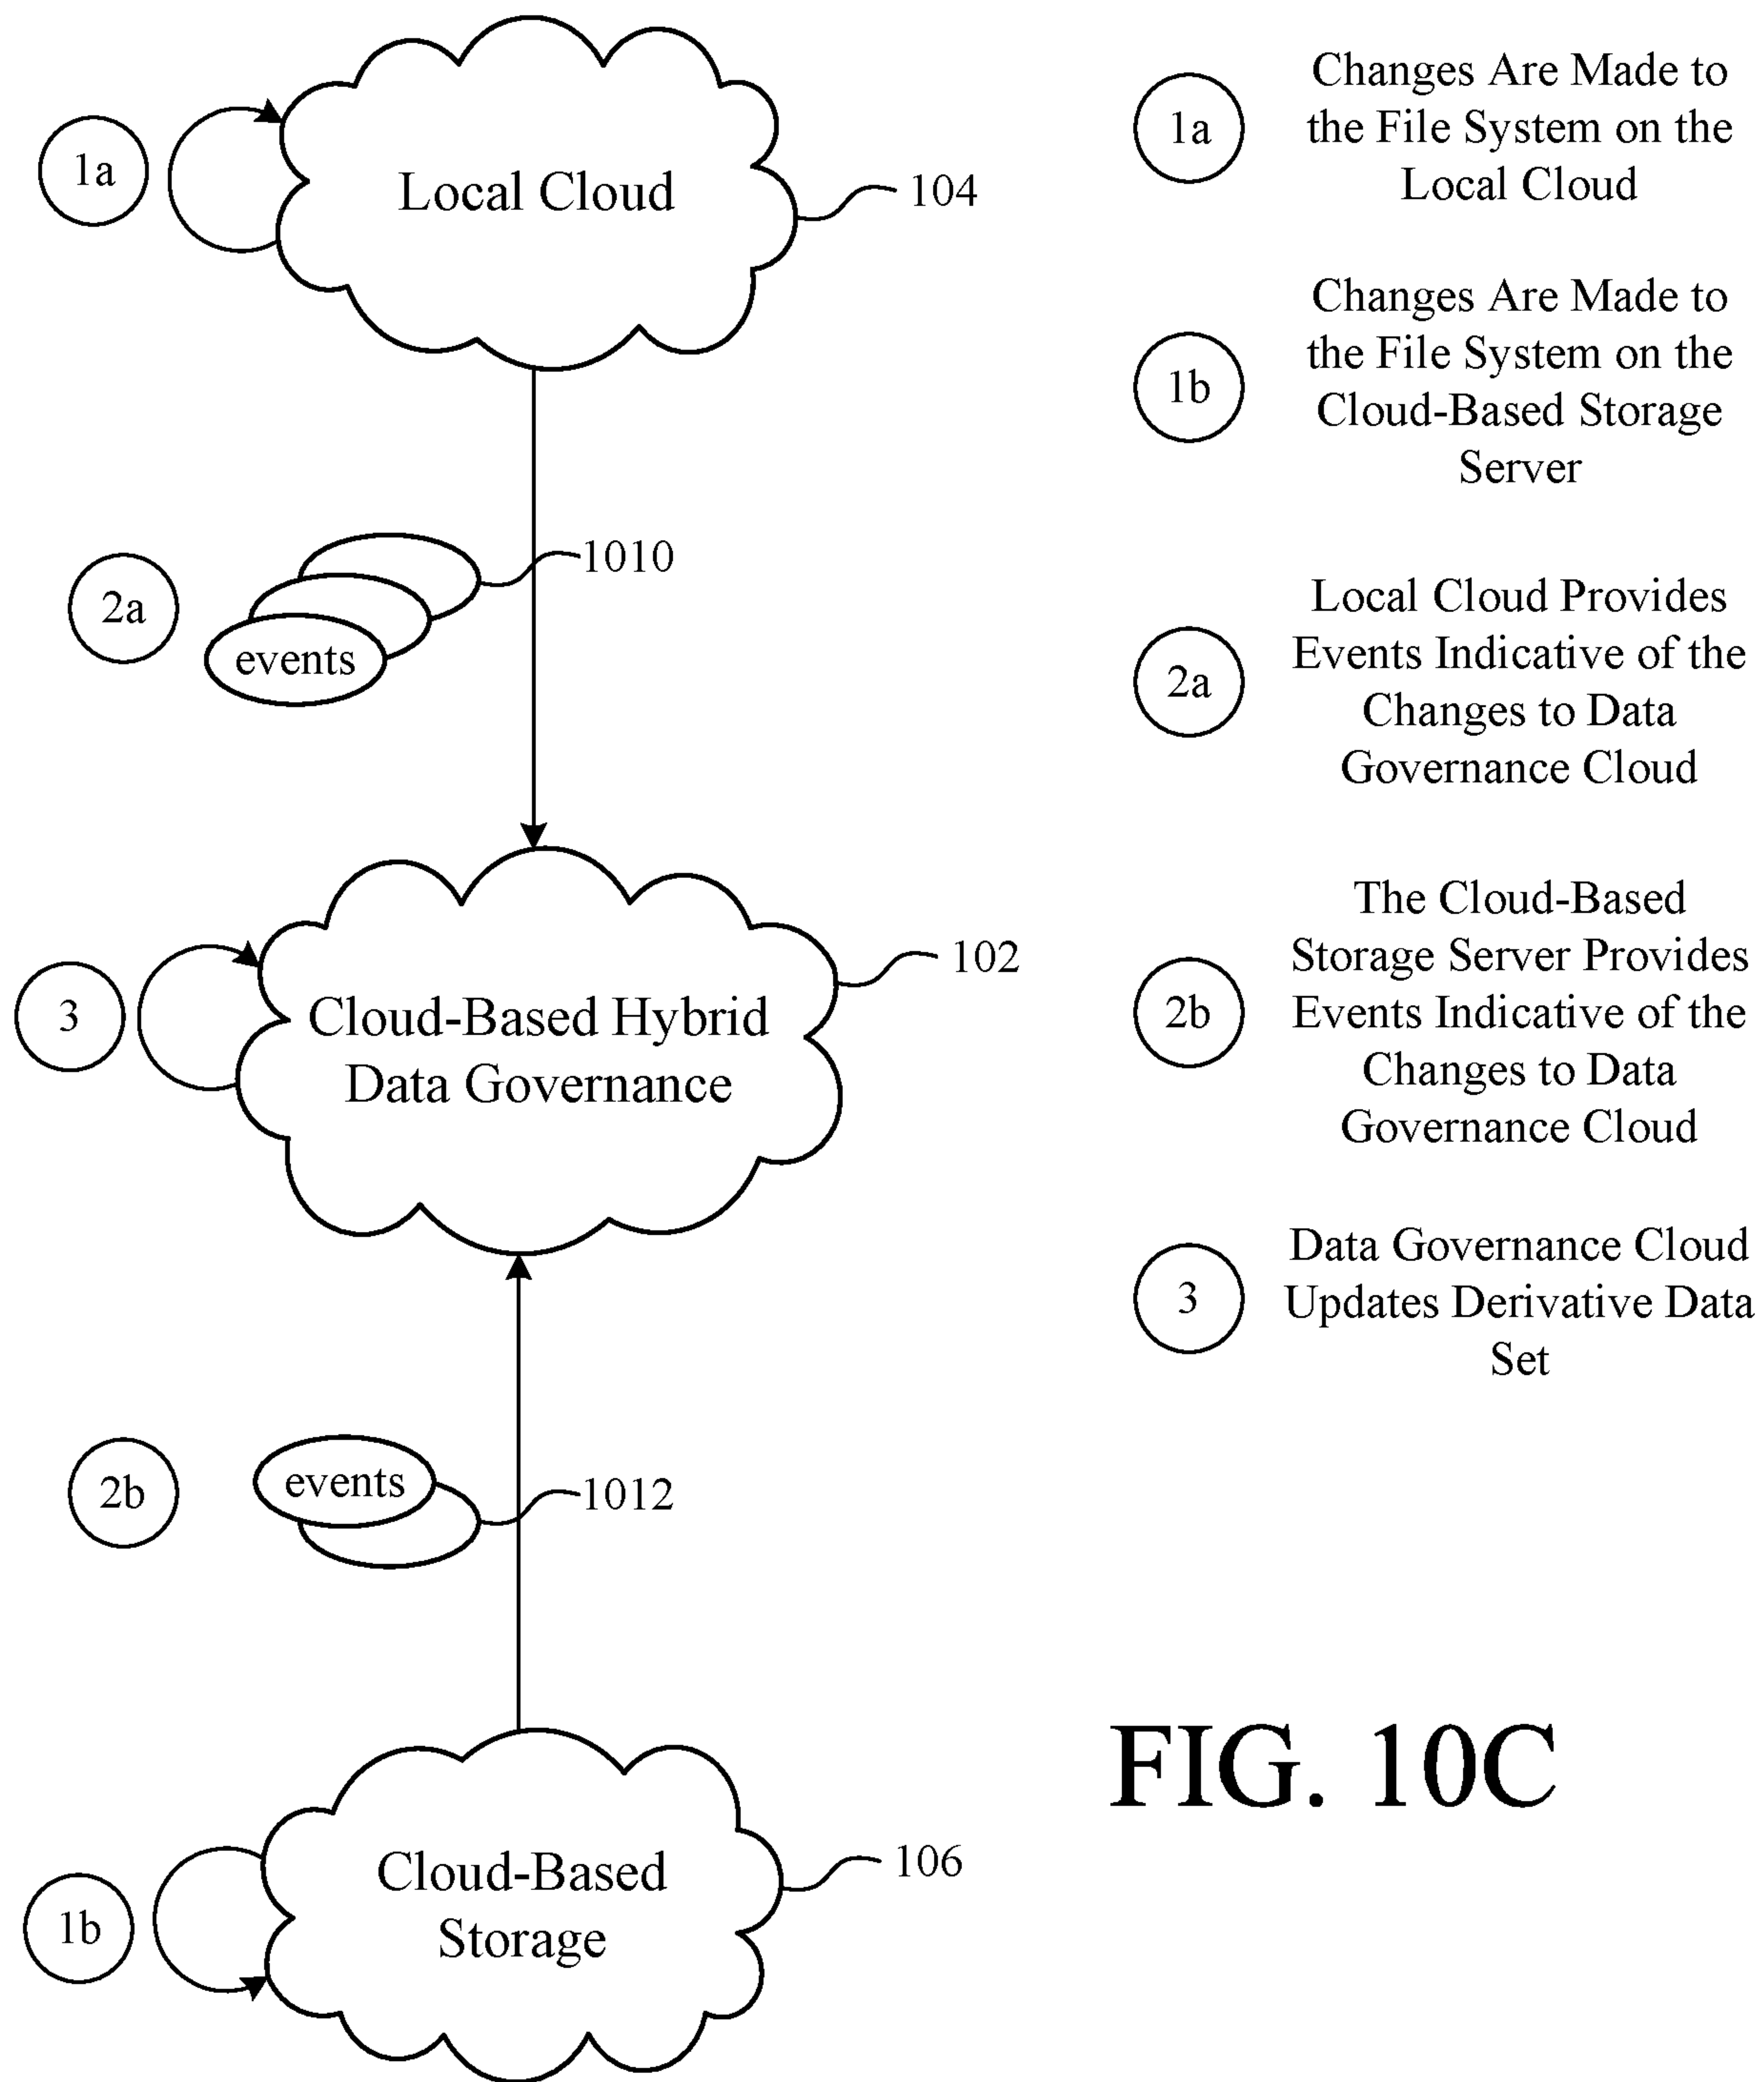 1a
Local Cloud
104
2a
events
1010
3
Cloud-Based Hybrid
Data Governance
102
2b
events
1012
1b
Cloud-Based
Storage
106
1a
Changes Are Made to
the File System on the
Local Cloud
1b
Changes Are Made to
the File System on the
Cloud-Based Storage
Server
2a
Local Cloud Provides
Events Indicative of the
Changes to Data
Governance Cloud
2b
The Cloud-Based
Storage Server Provides
Events Indicative of the
Changes to Data
Governance Cloud
3
Data Governance Cloud
Updates Derivative Data
Set
FIG. 10C